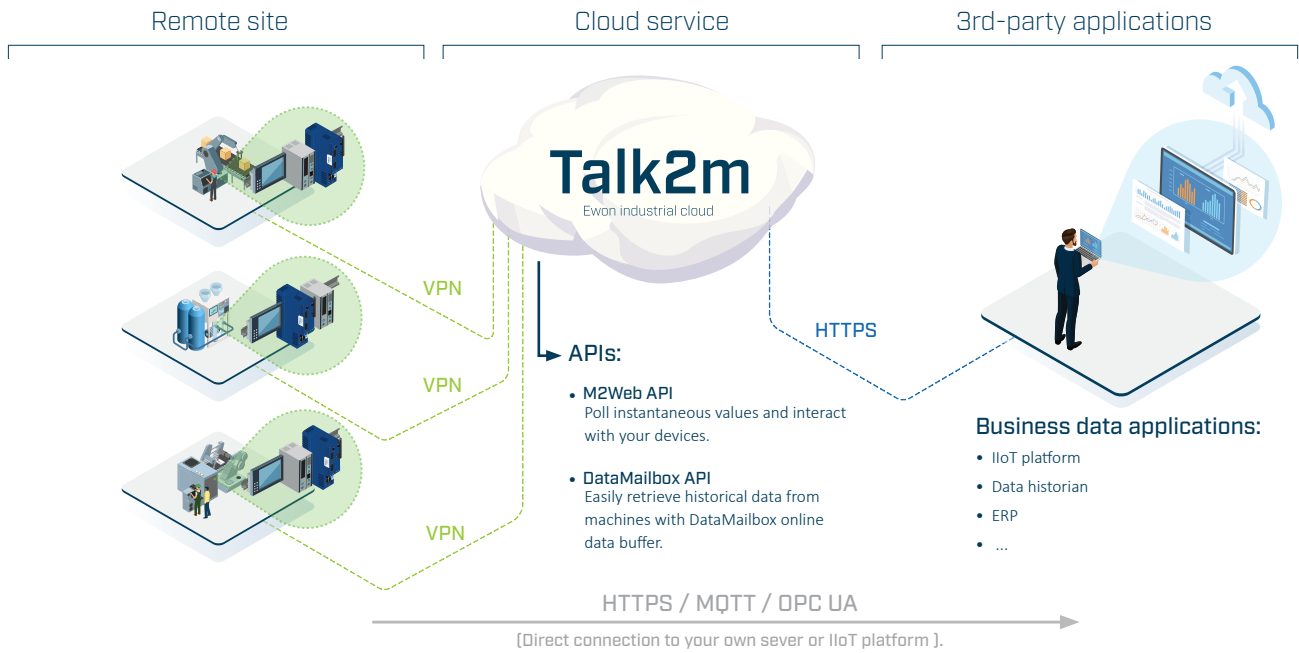 Remote site
Cloud service
3rd-party applications
Talk2m
Ewon industrial cloud
VPN
VPN
VPN
HTTPS
APIs:
• M2Web API
Poll instantaneous values and interact
with your devices.
• DataMailbox API
Easily retrieve historical data from
machines with DataMailbox online
data buffer.
Business data applications:
• IIoT platform
• Data historian
• ERP
• ...
HTTPS / MQTT / OPC UA
(Direct connection to your own sever or IIoT platform ).